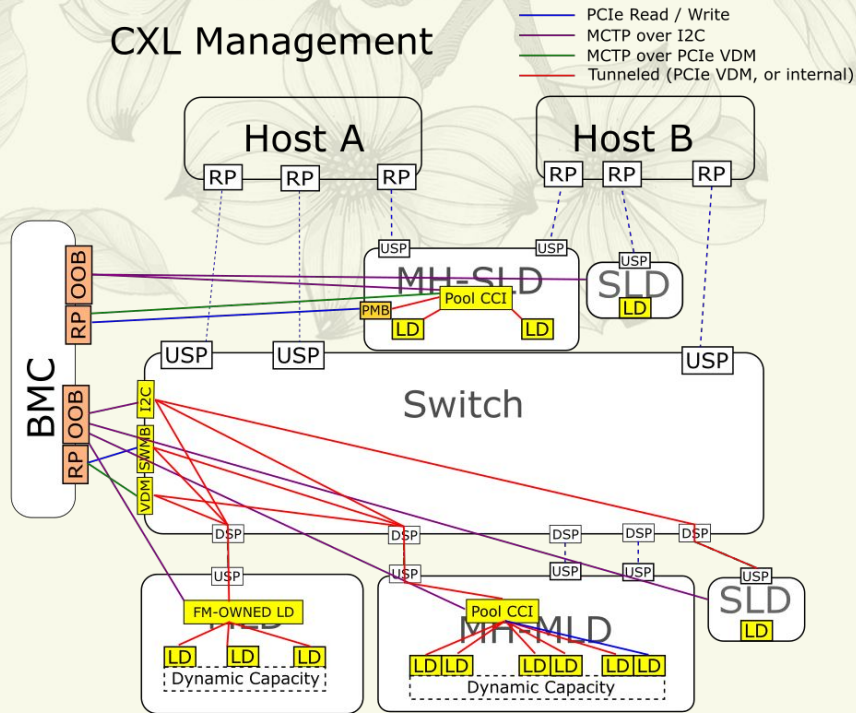 CXL Management
PCIe Read / Write
MCTP over I2C
MCTP over PCIe VDM
Tunneled (PCIe VDM, or internal)
Host A
Host B
RP
RP
RP
RP
RP
RP
USP
USP
USP
MH-SLD
SLD
Pool CCI
PMB
LD
LD
LD
BMC
OOB
RP
OOB
RP
USP
USP
USP
Switch
I2C
SWMB
VDM
DSP
DSP
DSP
DSP
DSP
USP
USP
USP
USP
USP
FM-OWNED LD
Pool CCI
MH-MLD
SLD
LD
LD
LD
LD
LD
LD
LD
LD
LD
LD
Dynamic Capacity
Dynamic Capacity